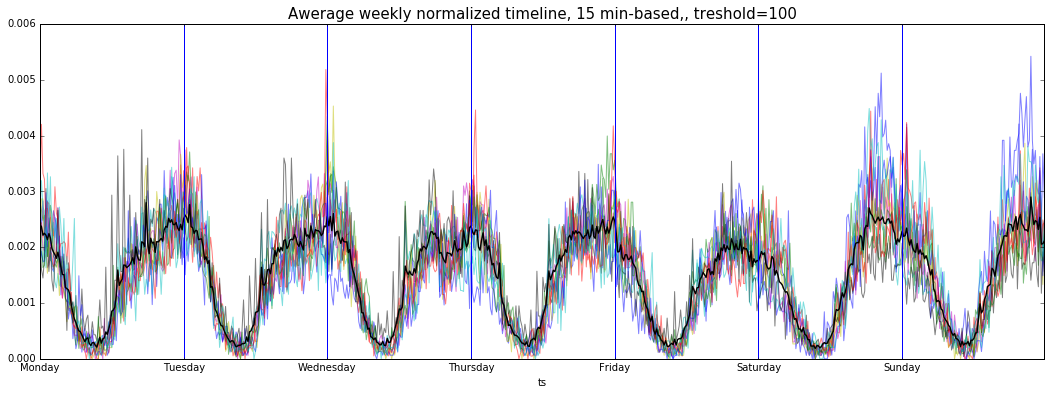 Awerage weekly normalized timeline, 15 min-based,, treshold=100
0.006
0.005
0.004
0.003
0.002
0.001
0.000
Monday Tuesday Wednesday Thursday Friday Saturday Sunday
ts